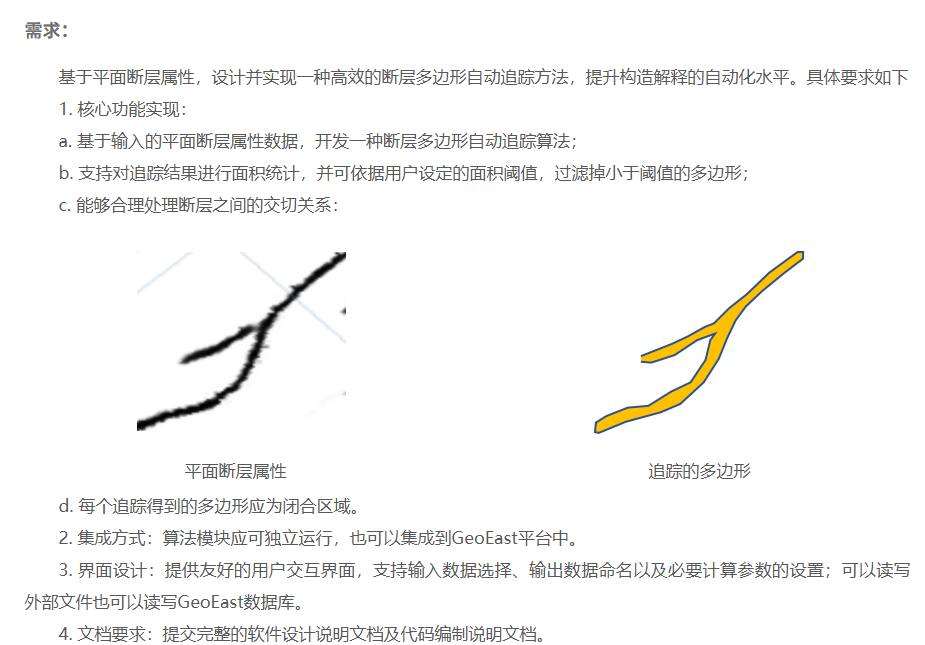 需求：
基于平面断层属性，设计并实现一种高效的断层多边形自动追踪方法，提升构造解释的自动化水平。具体要求如下
1. 核心功能实现：
a. 基于输入的平面断层属性数据，开发一种断层多边形自动追踪算法；
b. 支持对追踪结果进行面积统计，并可依据用户设定的面积阈值，过滤掉小于阈值的多边形；
c. 能够合理处理断层之间的交切关系：
平面断层属性
追踪的多边形
d. 每个追踪得到的多边形应为闭合区域。
2. 集成方式：算法模块应可独立运行，也可以集成到GeoEast平台中。
3. 界面设计：提供友好的用户交互界面，支持输入数据选择、输出数据命名以及必要计算参数的设置；可以读写
外部文件也可以读写GeoEast数据库。
4. 文档要求：提交完整的软件设计说明文档及代码编制说明文档。